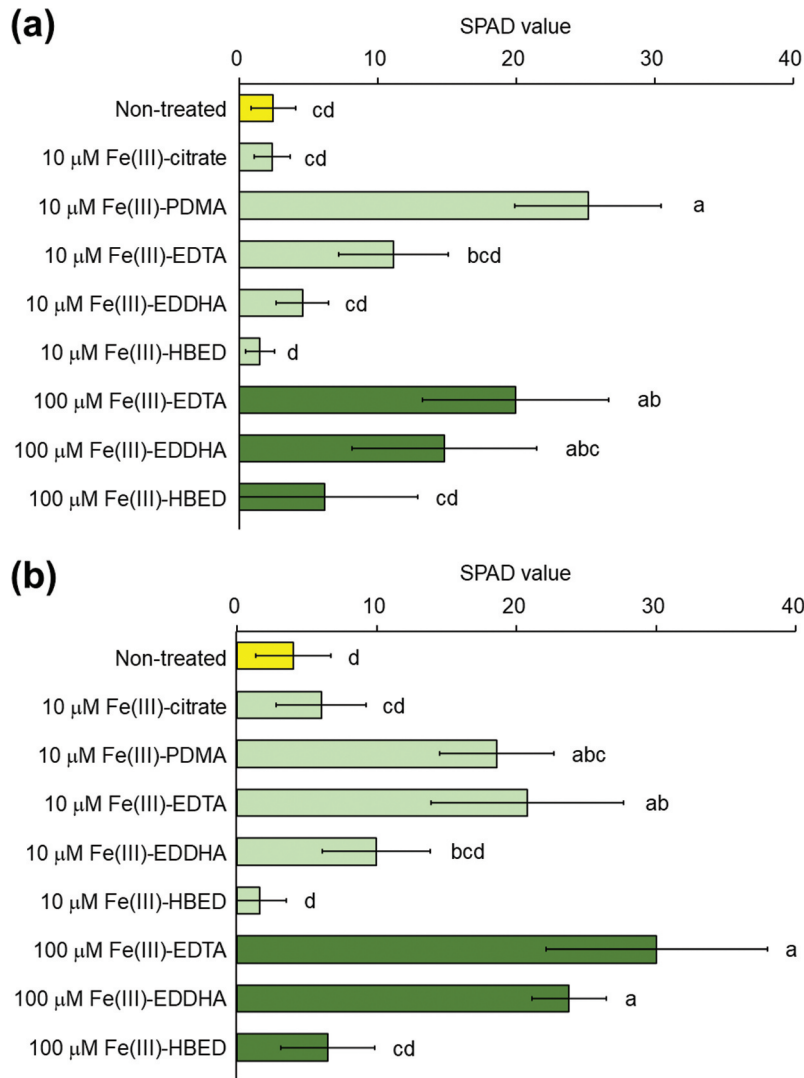 (a)
SPAD value
0 10 20 30 40
Non-treated cd
10 μM Fe(III)-citrate cd
10 μM Fe(III)-PDMA a
10 μM Fe(III)-EDTA bcd
10 μM Fe(III)-EDDHA cd
10 μM Fe(III)-HBED d
100 μM Fe(III)-EDTA ab
100 μM Fe(III)-EDDHA abc
100 μM Fe(III)-HBED cd
(b)
SPAD value
0 10 20 30 40
Non-treated d
10 μM Fe(III)-citrate cd
10 μM Fe(III)-PDMA abc
10 μM Fe(III)-EDTA ab
10 μM Fe(III)-EDDHA bcd
10 μM Fe(III)-HBED d
100 μM Fe(III)-EDTA a
100 μM Fe(III)-EDDHA a
100 μM Fe(III)-HBED cd